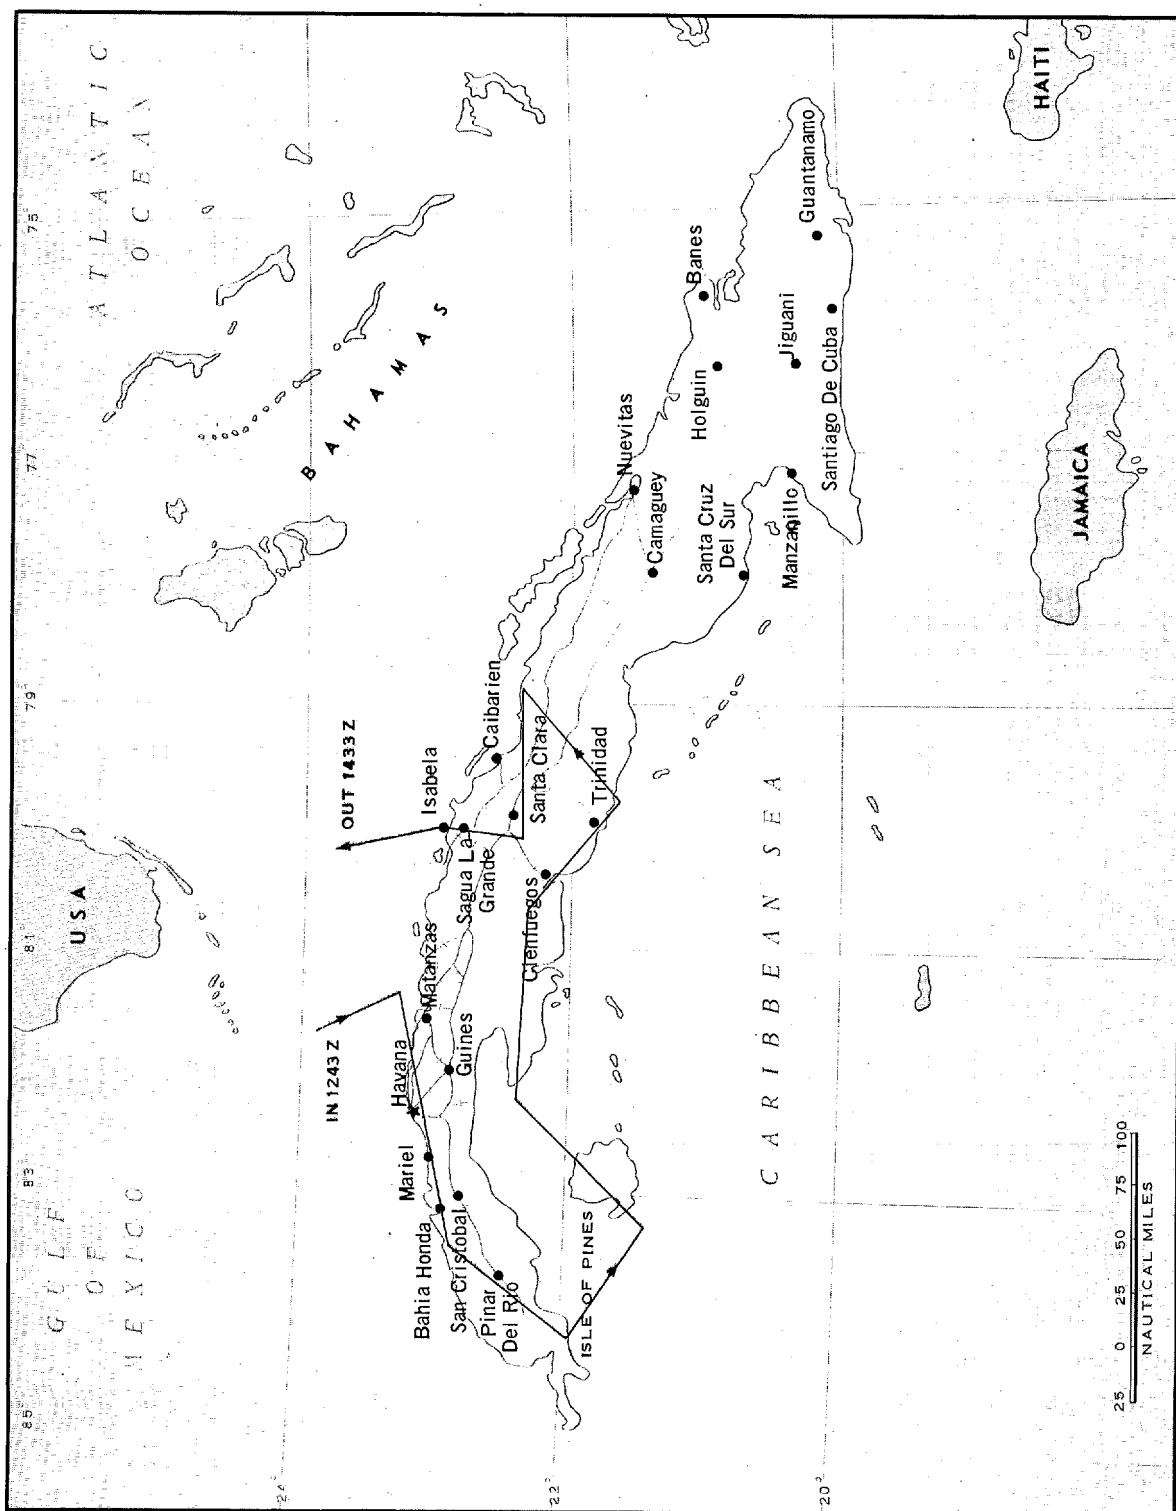 85
83
81
79
77
75
GULF
OF
MEXICO
USA
ATLANTIC
OCEAN
BAHAMAS
24°
22°
20°
IN 1243 Z
OUT 1433 Z
Havana
Mariel
Bahia Honda
San Cristobal
Pinar
Del Rio
Guines
Matanzas
Isabela
Sagua La
Grande
Caibarien
Santa Clara
Cienfuegos
Trinidad
ISLE OF PINES
Nuevitas
Camaguey
Santa Cruz
Del Sur
Manzanillo
Holguin
Banes
Jiguani
Santiago De Cuba
Guantanamo
CARIBBEAN SEA
JAMAICA
HAITI
25 0 25 50 75 100
NAUTICAL MILES